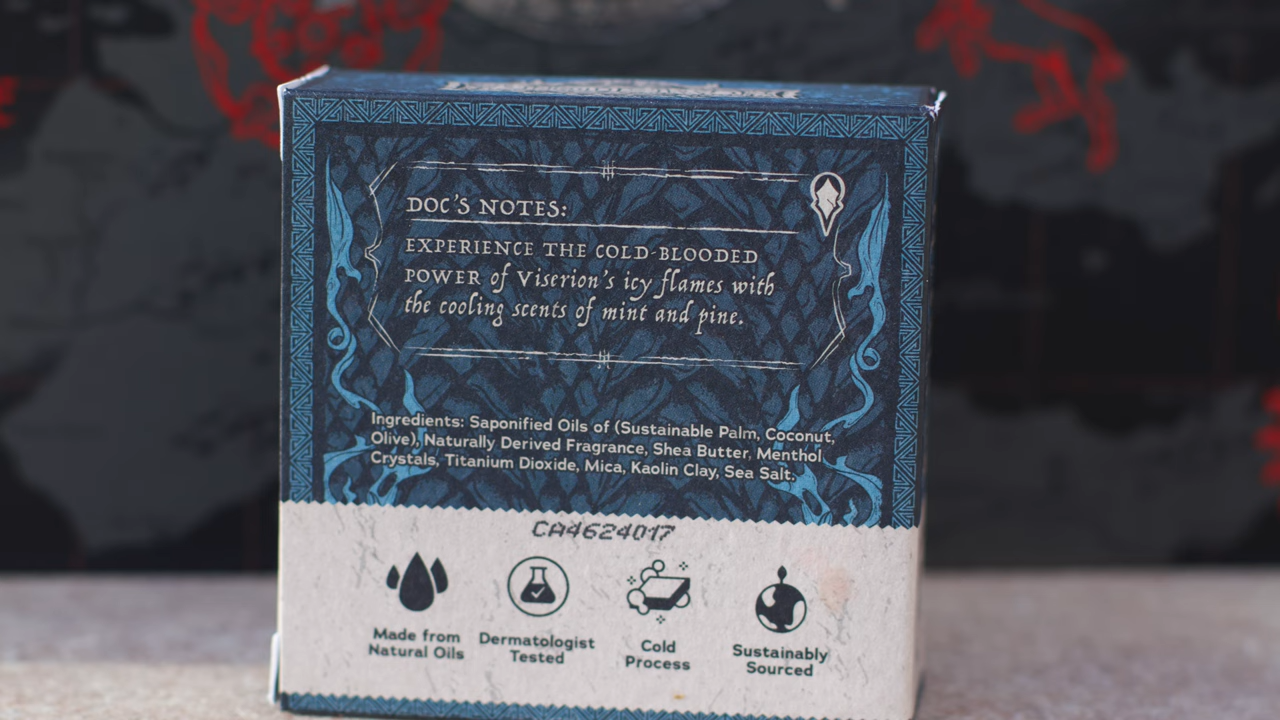 DOC'S NOTES:
EXPERIENCE THE COLD-BLOODED
POWER of Viserion's icy flames with
the cooling scents of mint and pine.
Ingredients: Saponified Oils of (Sustainable Palm, Coconut,
Olive), Naturally Derived Fragrance, Shea Butter, Menthol
Crystals, Titanium Dioxide, Mica, Kaolin Clay, Sea Salt.
CA4624017
Made from
Natural Oils
Dermatologist
Tested
Cold
Process
Sustainably
Sourced